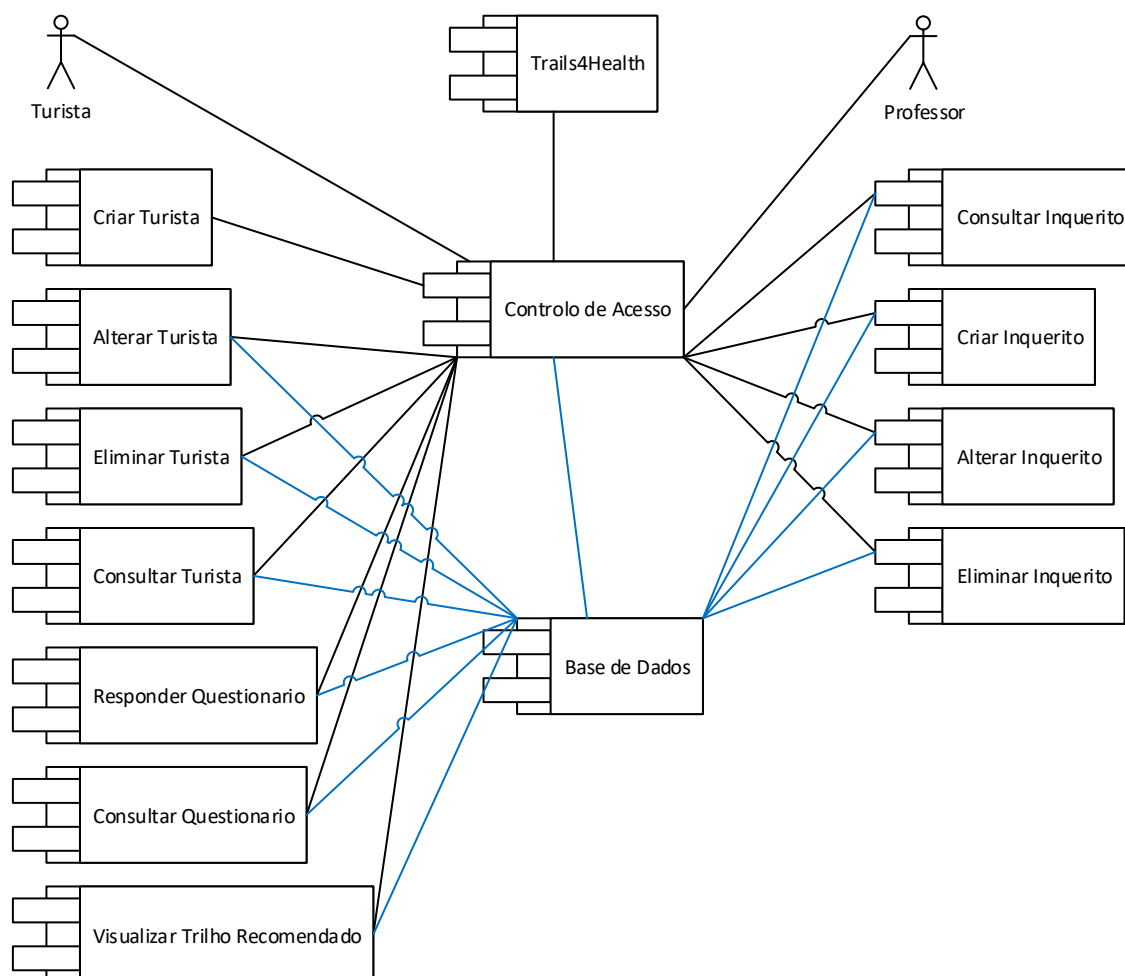 Trails4Health
Turista
Professor
Criar Turista
Consultar Inquerito
Controlo de Acesso
Alterar Turista
Criar Inquerito
Eliminar Turista
Alterar Inquerito
Consultar Turista
Eliminar Inquerito
Base de Dados
Responder Questionario
Consultar Questionario
Visualizar Trilho Recomendado